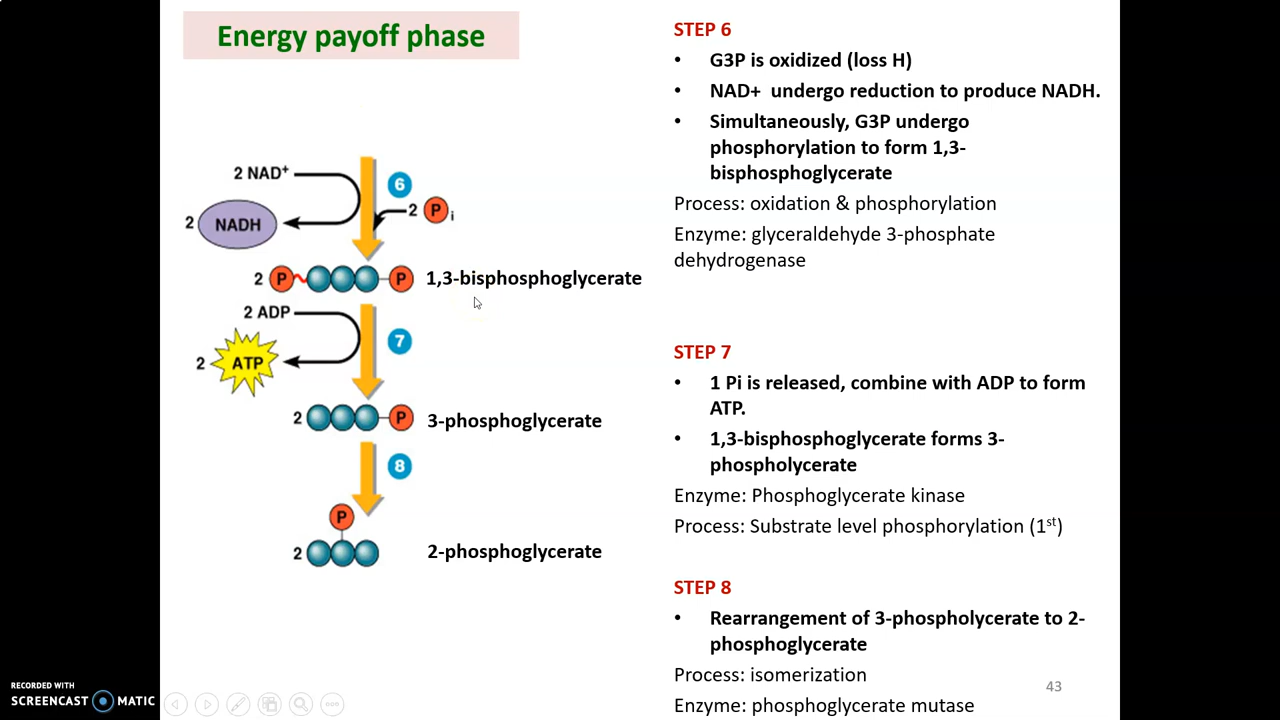 Energy payoff phase
2 NAD+
2 NADH
6
2 P i
2 P P 1,3-bisphosphoglycerate
2 ADP
2 ATP
7
2 P 3-phosphoglycerate
8
P
2 2-phosphoglycerate
STEP 6
• G3P is oxidized (loss H)
• NAD+ undergo reduction to produce NADH.
• Simultaneously, G3P undergo
phosphorylation to form 1,3-
bisphosphoglycerate
Process: oxidation & phosphorylation
Enzyme: glyceraldehyde 3-phosphate
dehydrogenase
STEP 7
• 1 Pi is released, combine with ADP to form
ATP.
• 1,3-bisphosphoglycerate forms 3-
phospholycerate
Enzyme: Phosphoglycerate kinase
Process: Substrate level phosphorylation (1st)
STEP 8
• Rearrangement of 3-phospholycerate to 2-
phosphoglycerate
Process: isomerization
Enzyme: phosphoglycerate mutase
43
RECORDED WITH
SCREENCAST MATIC